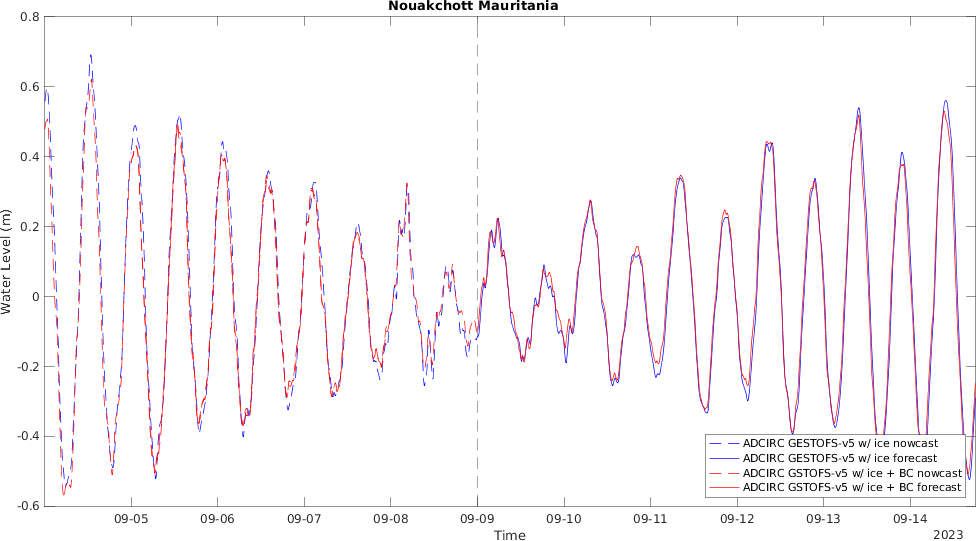 Nouakchott Mauritania
0.8
0.6
0.4
0.2
0
-0.2
-0.4
-0.6
Water Level (m)
ADCIRC GESTOFS-v5 w/ ice nowcast
ADCIRC GESTOFS-v5 w/ ice forecast
ADCIRC GSTOFS-v5 w/ ice + BC nowcast
ADCIRC GSTOFS-v5 w/ ice + BC forecast
09-05 09-06 09-07 09-08 09-09 09-10 09-11 09-12 09-13 09-14
Time
2023